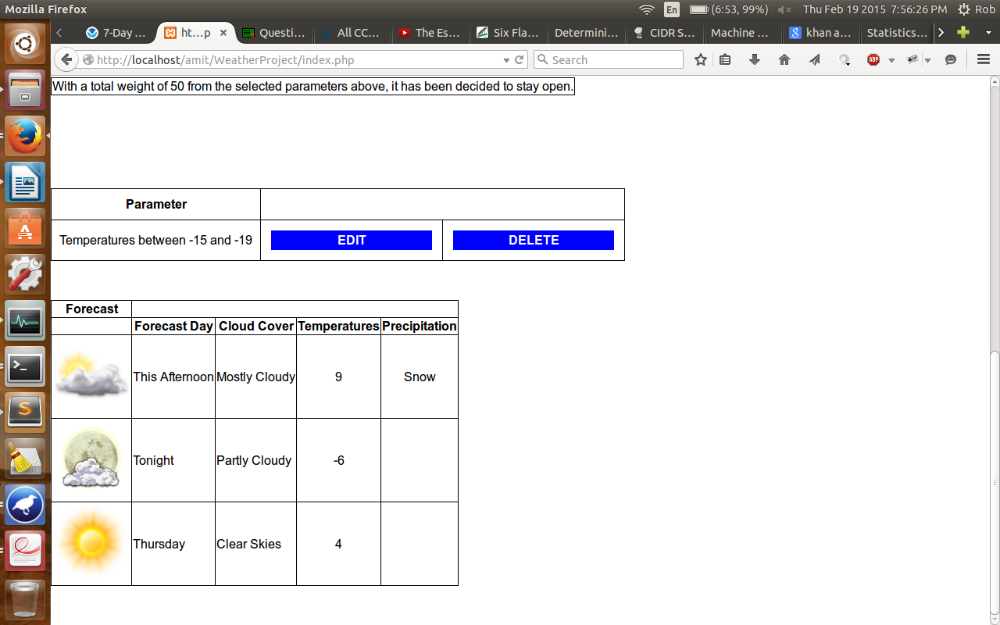 Mozilla Firefox
En
(6:53, 99%)
Thu Feb 19 2015 7:56:26 PM
Rob
7-Day ...
ht...p
Questi...
All CC...
The Es...
Six Fla...
Determini...
CIDR S...
Machine ...
khan a...
Statistics...
http://localhost/amit/WeatherProject/index.php
Search
ABP
With a total weight of 50 from the selected parameters above, it has been decided to stay open.
Parameter
Temperatures between -15 and -19
EDIT
DELETE
Forecast
Forecast Day
Cloud Cover
Temperatures
Precipitation
This Afternoon
Mostly Cloudy
9
Snow
Tonight
Partly Cloudy
-6
Thursday
Clear Skies
4